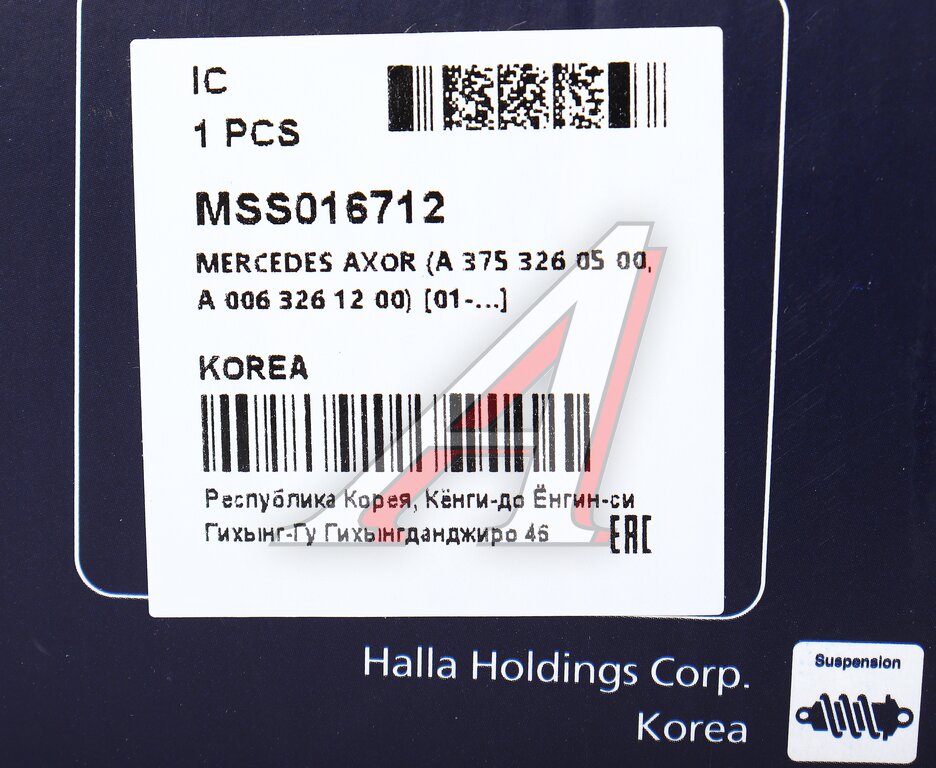 IC
1 PCS
MSS016712
MERCEDES AXOR (A 375 326 05 00,
A 006 326 12 00) [01-...]
KOREA
Республика Корея, Кёнги-до Ёнгин-си
Гихынг-Гу Гихынгданджиро 46
EAC
Halla Holdings Corp.
Korea
Suspension